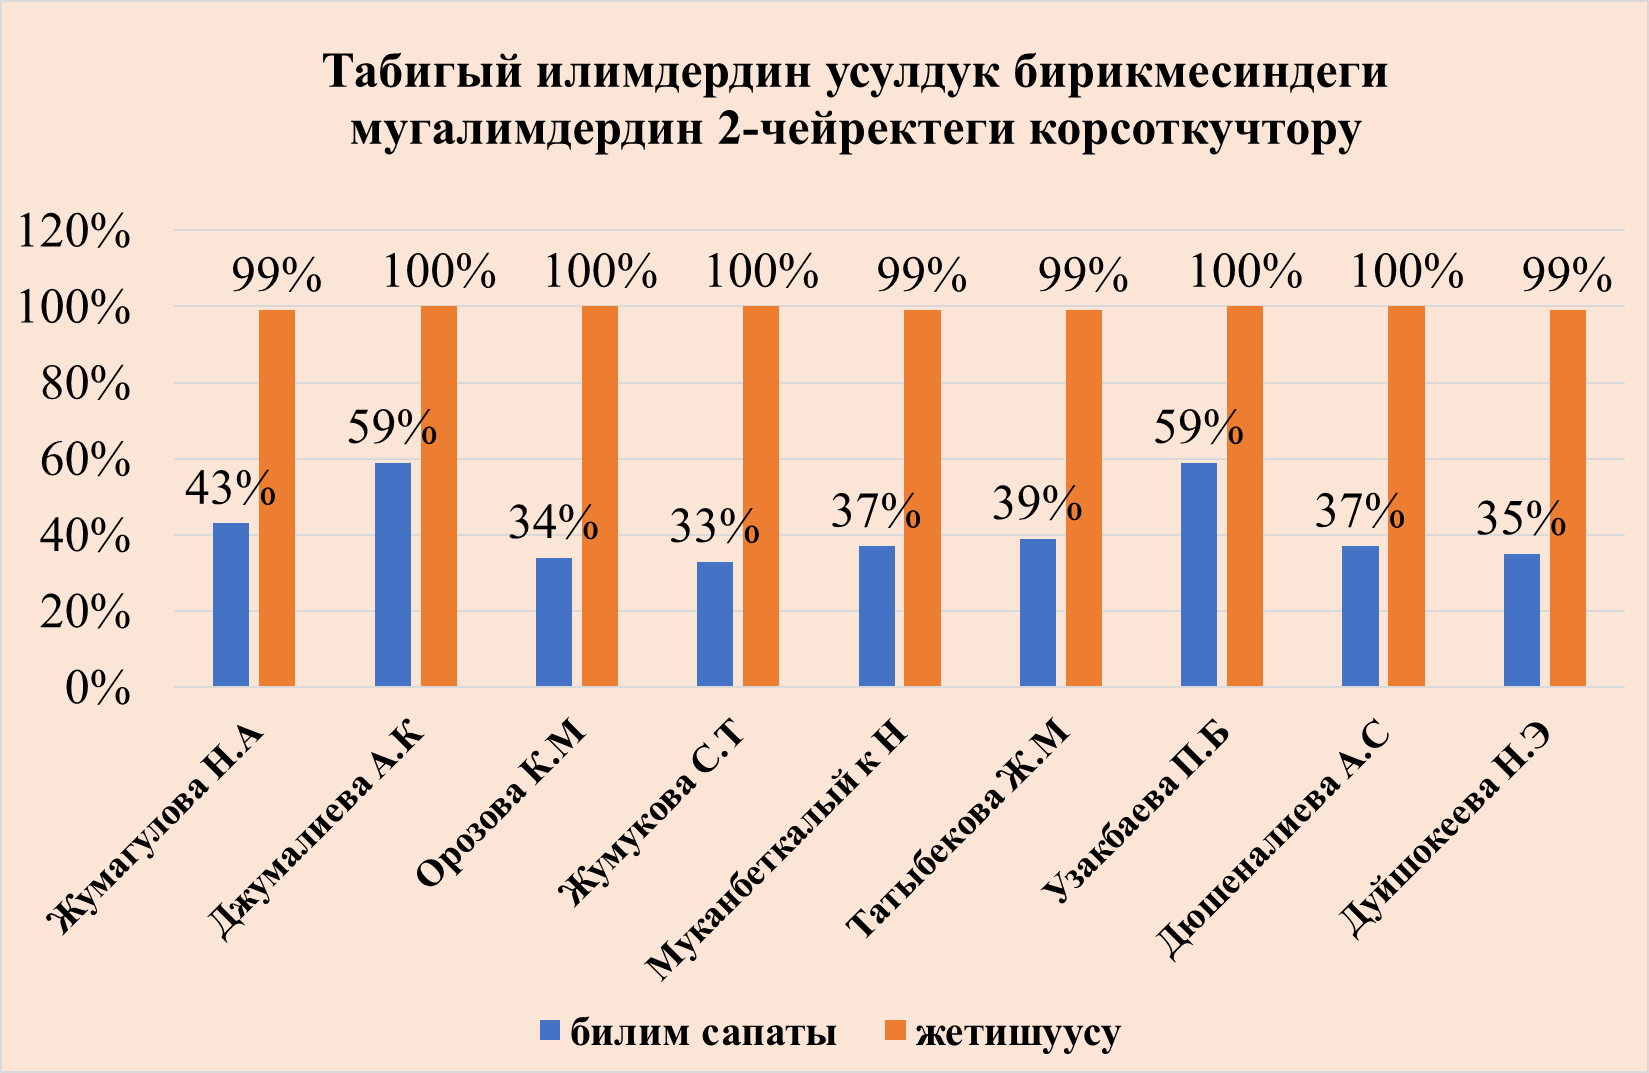 Табигый илимдердин усулдук бирикмесиндеги
мугалимдердин 2-чейректеги корсоткучтору
120%
100%
80%
60%
40%
20%
0%
99%
100%
100%
100%
99%
99%
100%
100%
99%
43%
59%
34%
33%
37%
39%
59%
37%
35%
Жумагулова Н.А
Джумалиева А.К
Орозова К.М
Жумукова С.Т
Муканбеткалый к Н
Татыбекова Ж.М
Узакбаева П.Б
Дюшеналиева А.С
Дуйшокеева Н.Э
билим сапаты
жетишуусу